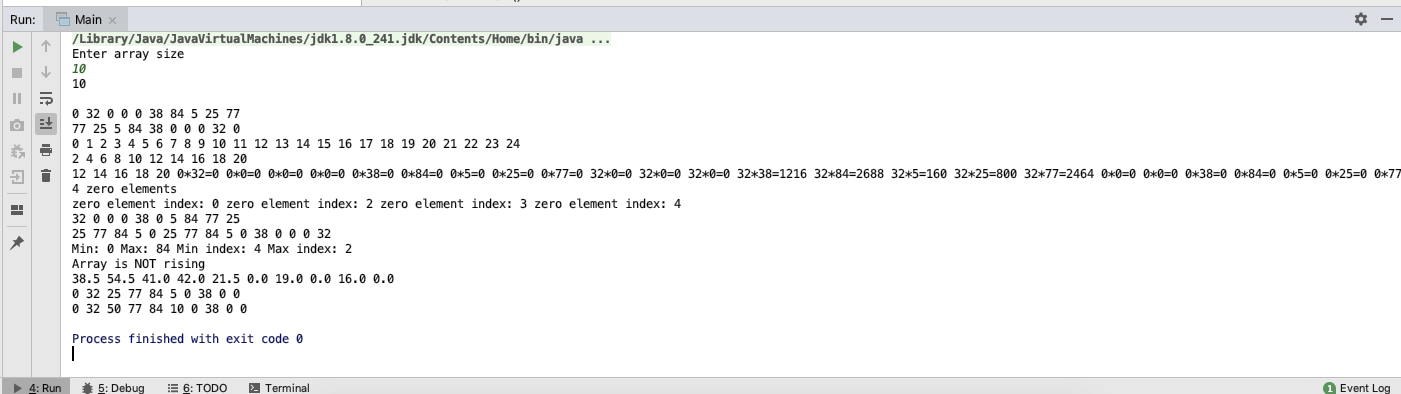 Run: Main
/Library/Java/JavaVirtualMachines/jdk1.8.0_241.jdk/Contents/Home/bin/java ...
Enter array size
10
10
0 32 0 0 0 38 84 5 25 77
77 25 5 84 38 0 0 0 32 0
0 1 2 3 4 5 6 7 8 9 10 11 12 13 14 15 16 17 18 19 20 21 22 23 24
2 4 6 8 10 12 14 16 18 20
12 14 16 18 20 0*32=0 0*0=0 0*0=0 0*0=0 0*38=0 0*84=0 0*5=0 0*25=0 0*77=0 32*0=0 32*0=0 32*0=0 32*38=1216 32*84=2688 32*5=160 32*25=800 32*77=2464 0*0=0 0*0=0 0*38=0 0*84=0 0*5=0 0*25=0 0*77
4 zero elements
zero element index: 0 zero element index: 2 zero element index: 3 zero element index: 4
32 0 0 0 38 0 5 84 77 25
25 77 84 5 0 25 77 84 5 0 38 0 0 0 32
Min: 0 Max: 84 Min index: 4 Max index: 2
Array is NOT rising
38.5 54.5 41.0 42.0 21.5 0.0 19.0 0.0 16.0 0.0
0 32 25 77 84 5 0 38 0 0
0 32 50 77 84 10 0 38 0 0
Process finished with exit code 0
4: Run 5: Debug 6: TODO Terminal 1 Event Log